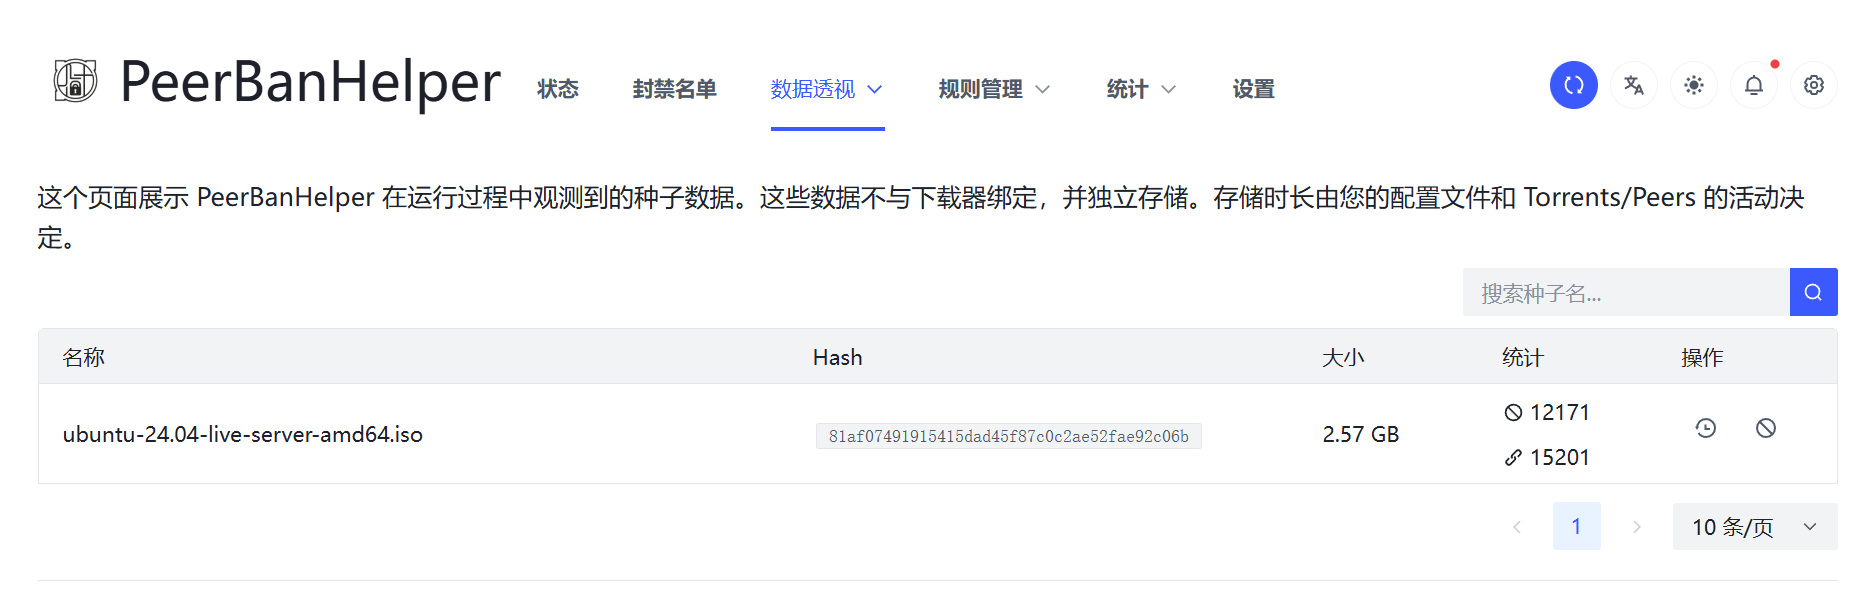 PeerBanHelper 状态 封禁名单 数据透视 规则管理 统计 设置
这个页面展示 PeerBanHelper 在运行过程中观测到的种子数据。这些数据不与下载器绑定，并独立存储。存储时长由您的配置文件和 Torrents/Peers 的活动决
定。
搜索种子名...
名称 Hash 大小 统计 操作
ubuntu-24.04-live-server-amd64.iso 81af07491915415dad45f87c0c2ae52fae92c06b 2.57 GB 12171
15201
1 10 条/页